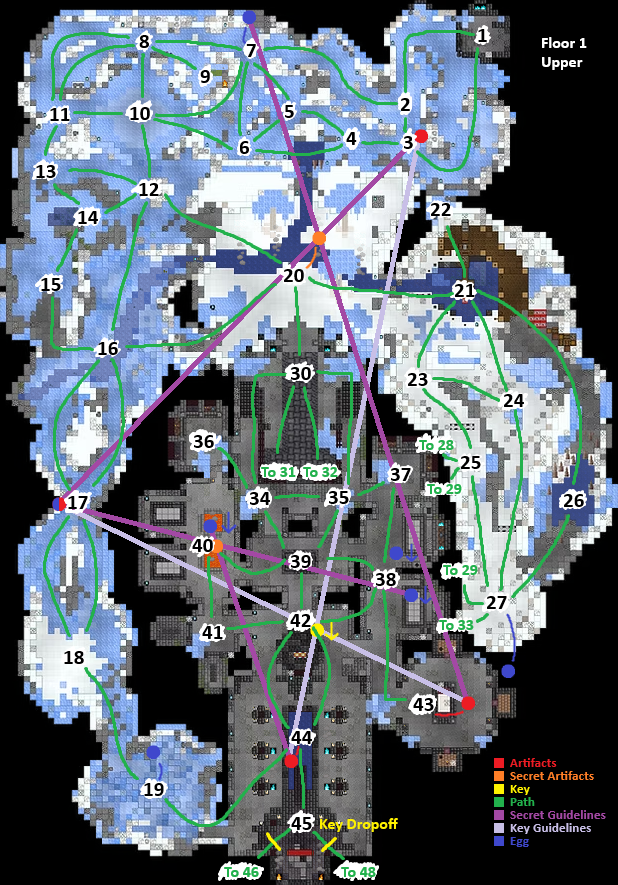 1
Floor 1
Upper
8
7
9
2
11
10
5
3
4
6
13
12
14
22
20
15
21
16
30
23
24
36
To 28
25
To 31
To 32
37
To 29
34
35
17
26
40
39
To 29
38
27
42
To 33
41
18
43
44
Artifacts
Secret Artifacts
Key
Path
Secret Guidelines
Key Guidelines
Egg
19
45
Key Dropoff
To 46
To 48